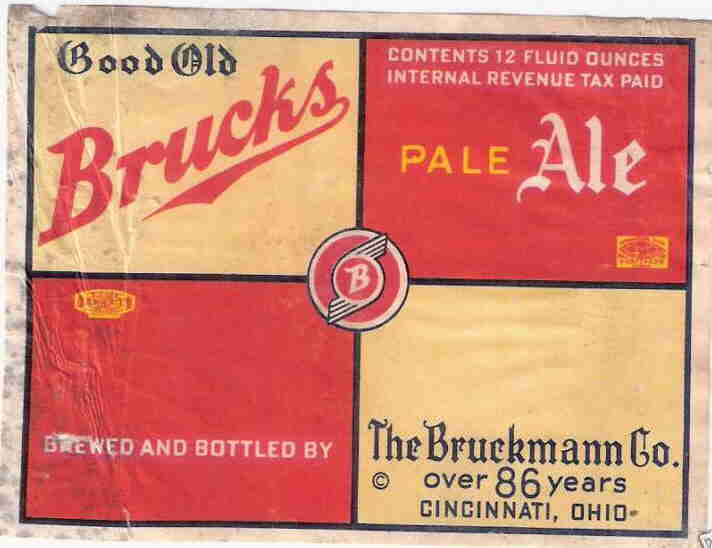 Good Old
Brucks
CONTENTS 12 FLUID OUNCES
INTERNAL REVENUE TAX PAID
PALE Ale
B
BREWED AND BOTTLED BY
The Bruckmann Co.
© over 86 years
CINCINNATI, OHIO